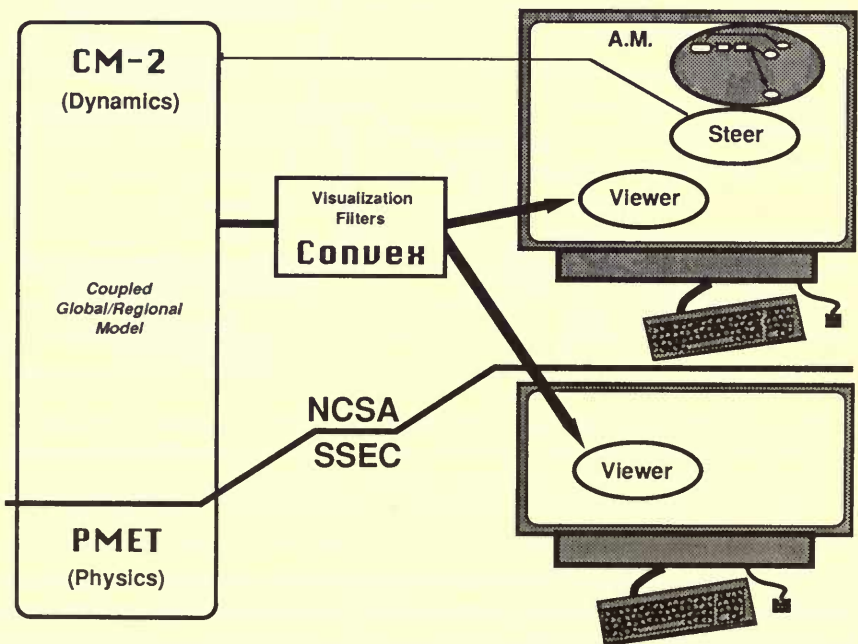 CM-2
(Dynamics)
Coupled
Global/Regional
Model
PMET
(Physics)
Visualization
Filters
Convex
NCSA
SSEC
A.M.
Steer
Viewer
Viewer